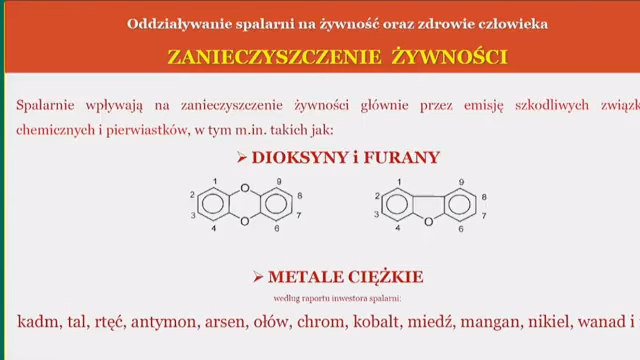 Oddziaływanie spalarni na żywność oraz zdrowie człowieka
ZANIECZYSZCZENIE ŻYWNOŚCI
Spalarnie wpływają na zanieczyszczenie żywności głównie przez emisję szkodliwych związk
chemicznych i pierwiastków, w tym m.in. takich jak:
➢ DIOKSYNY i FURANY
1 9 1 9
2 O 8 2 8
3 O 7 3 O 7
4 6 4 6
➢ METALE CIĘŻKIE
według raportu inwestora spalarni:
kadm, tal, rtęć, antymon, arsen, ołów, chrom, kobalt, miedź, mangan, nikiel, wanad i